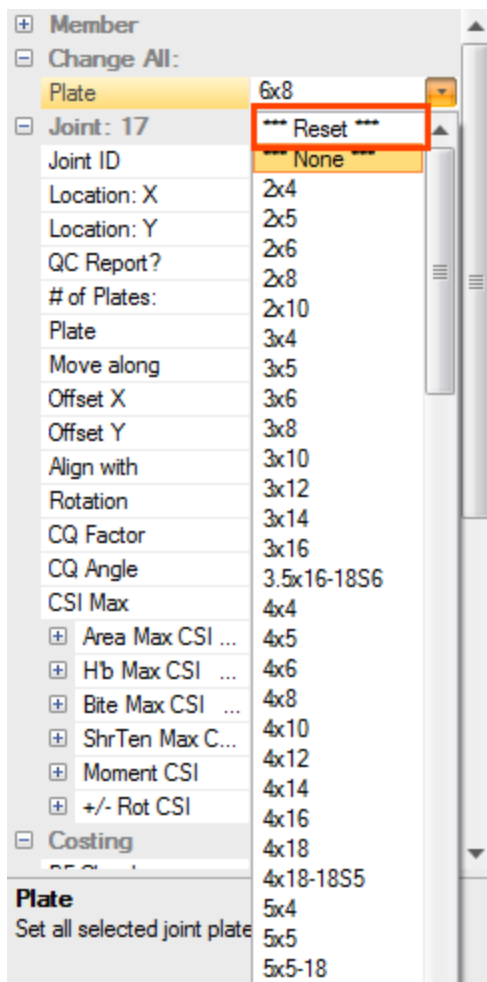 Member
Change All:
Plate 6x8
Joint: 17
*** Reset ***
*** None ***
Joint ID
Location: X
Location: Y
QC Report?
# of Plates:
Plate
Move along
Offset X
Offset Y
Align with
Rotation
CQ Factor
CQ Angle
CSI Max
Area Max CSI ...
H'b Max CSI ...
Bite Max CSI ...
ShrTen Max C...
Moment CSI
+/- Rot CSI
Costing
2x4
2x5
2x6
2x8
2x10
3x4
3x5
3x6
3x8
3x10
3x12
3x14
3x16
3.5x16-18S6
4x4
4x5
4x6
4x8
4x10
4x12
4x14
4x16
4x18
4x18-18S5
5x4
5x5
5x5-18
Plate
Set all selected joint plate